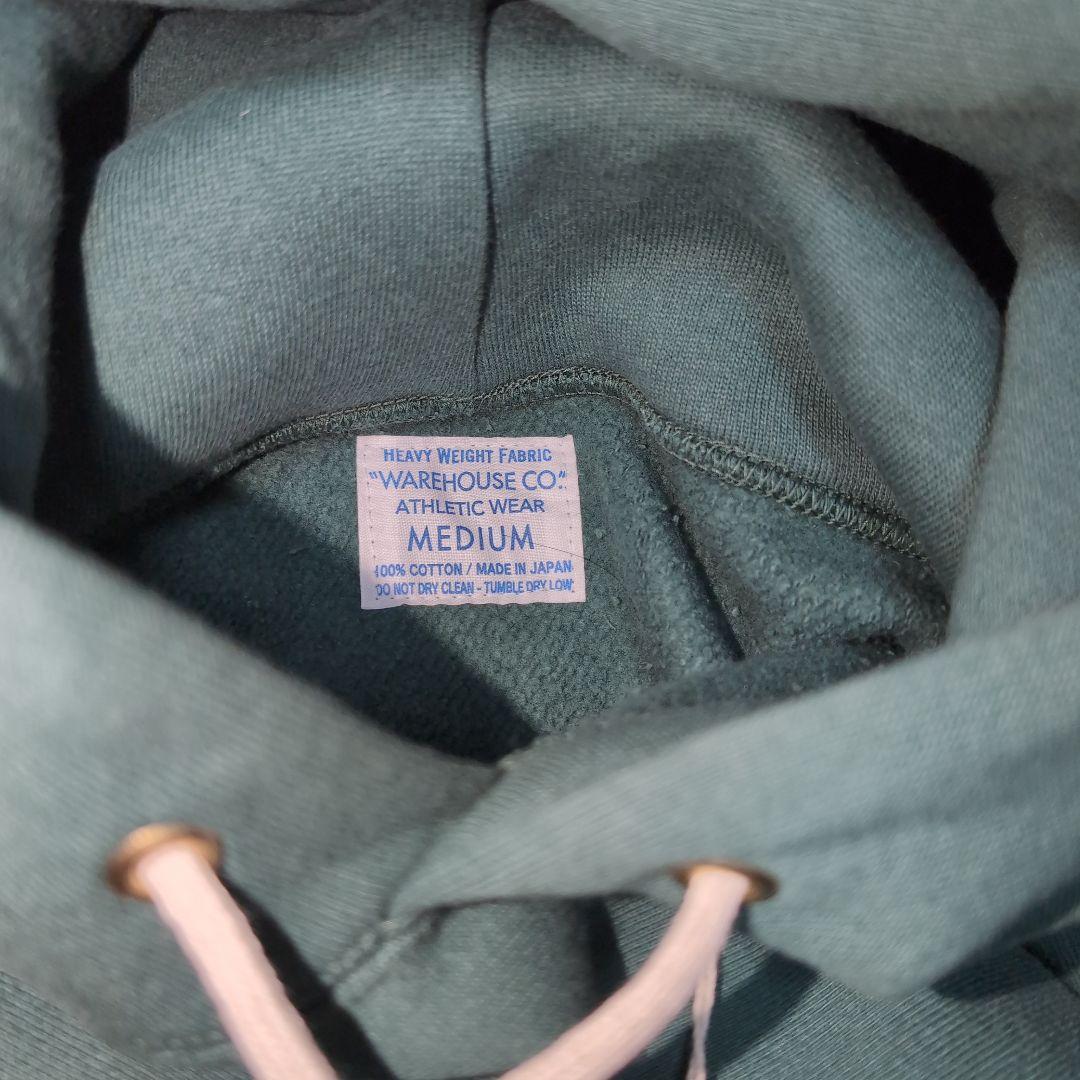 HEAVY WEIGHT FABRIC
"WAREHOUSE CO."
ATHLETIC WEAR
MEDIUM
100% COTTON / MADE IN JAPAN
DO NOT DRY CLEAN - TUMBLE DRY LOW